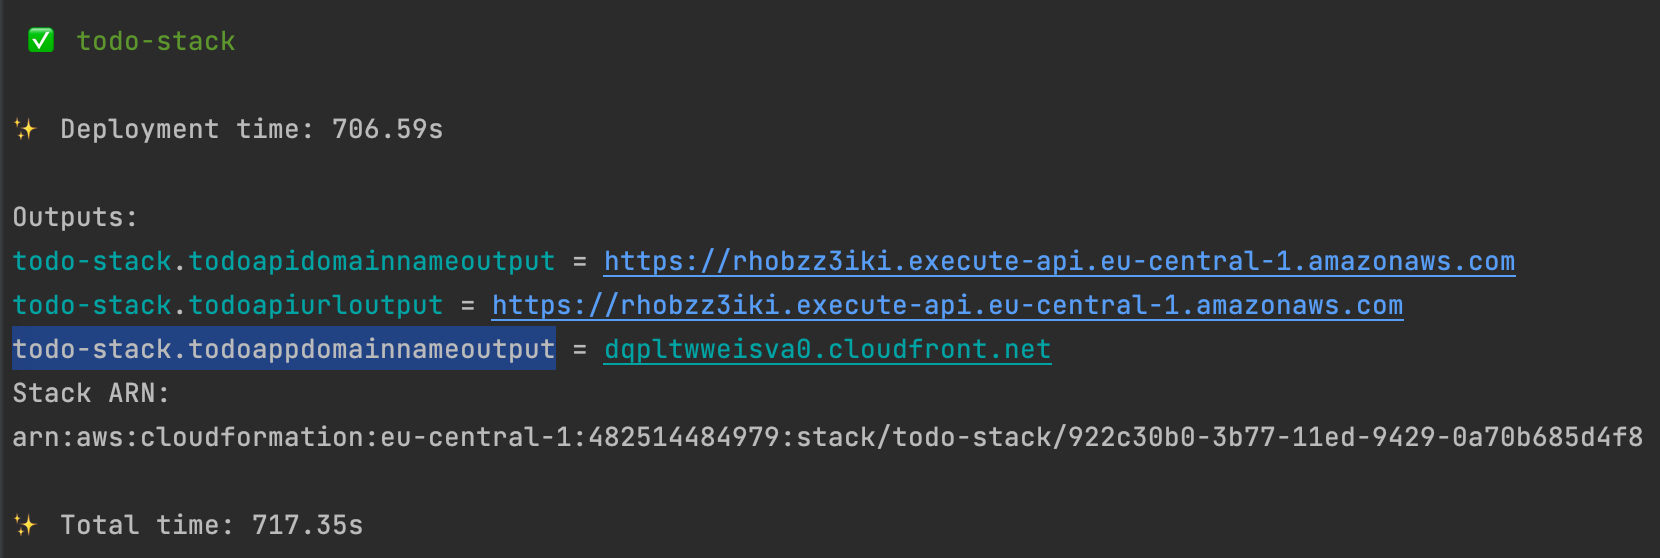 ✅ todo-stack
✨ Deployment time: 706.59s
Outputs:
todo-stack.todoapidomainnameoutput = https://rhobzz3iki.execute-api.eu-central-1.amazonaws.com
todo-stack.todoapiurloutput = https://rhobzz3iki.execute-api.eu-central-1.amazonaws.com
todo-stack.todoappdomainnameoutput = dqpltwweisva0.cloudfront.net
Stack ARN:
arn:aws:cloudformation:eu-central-1:482514484979:stack/todo-stack/922c30b0-3b77-11ed-9429-0a70b685d4f8
✨ Total time: 717.35s